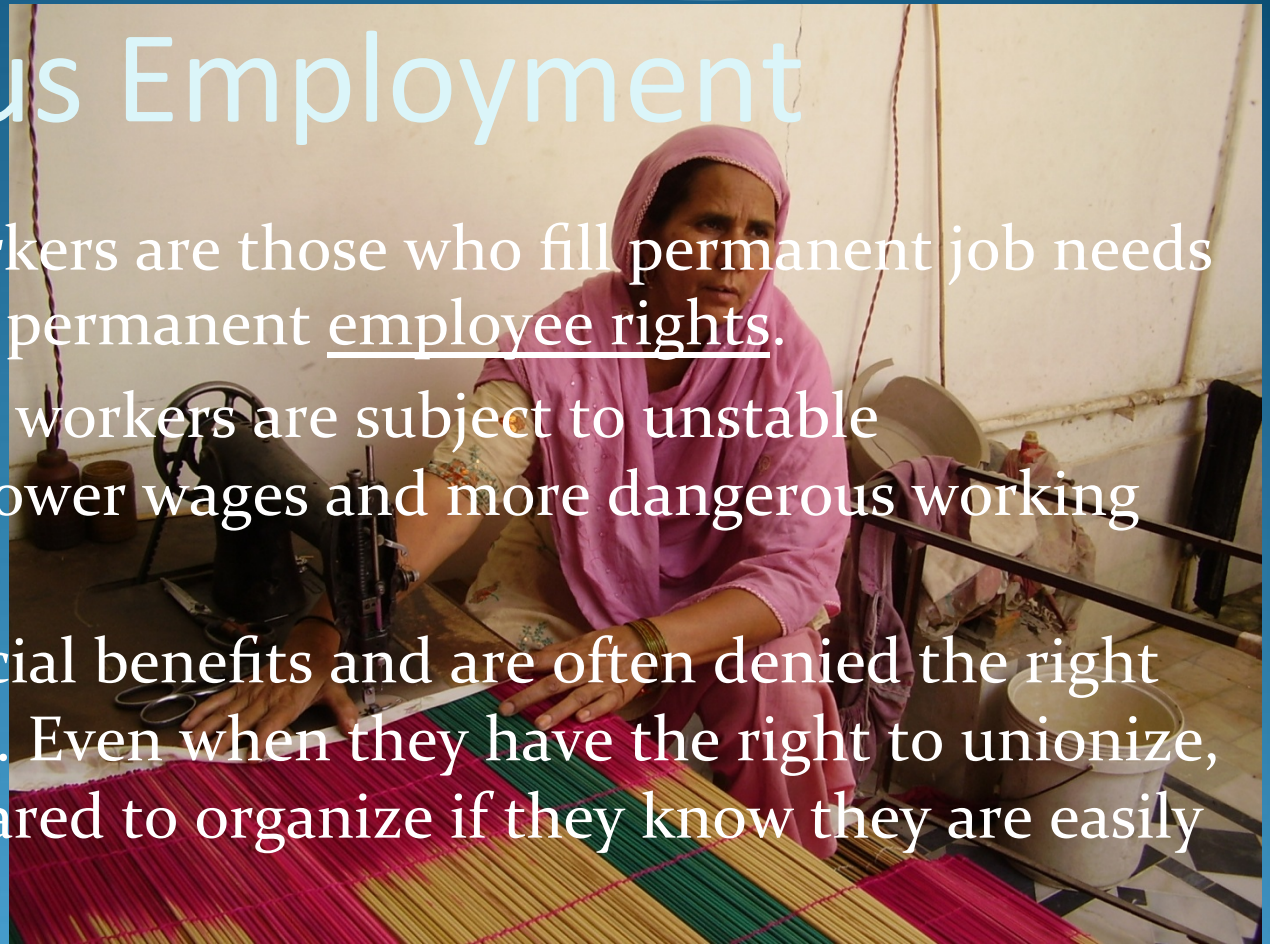 us Employment
rkers are those who fill permanent job needs
permanent employee rights.
workers are subject to unstable
ower wages and more dangerous working
cial benefits and are often denied the right
. Even when they have the right to unionize,
ared to organize if they know they are easily